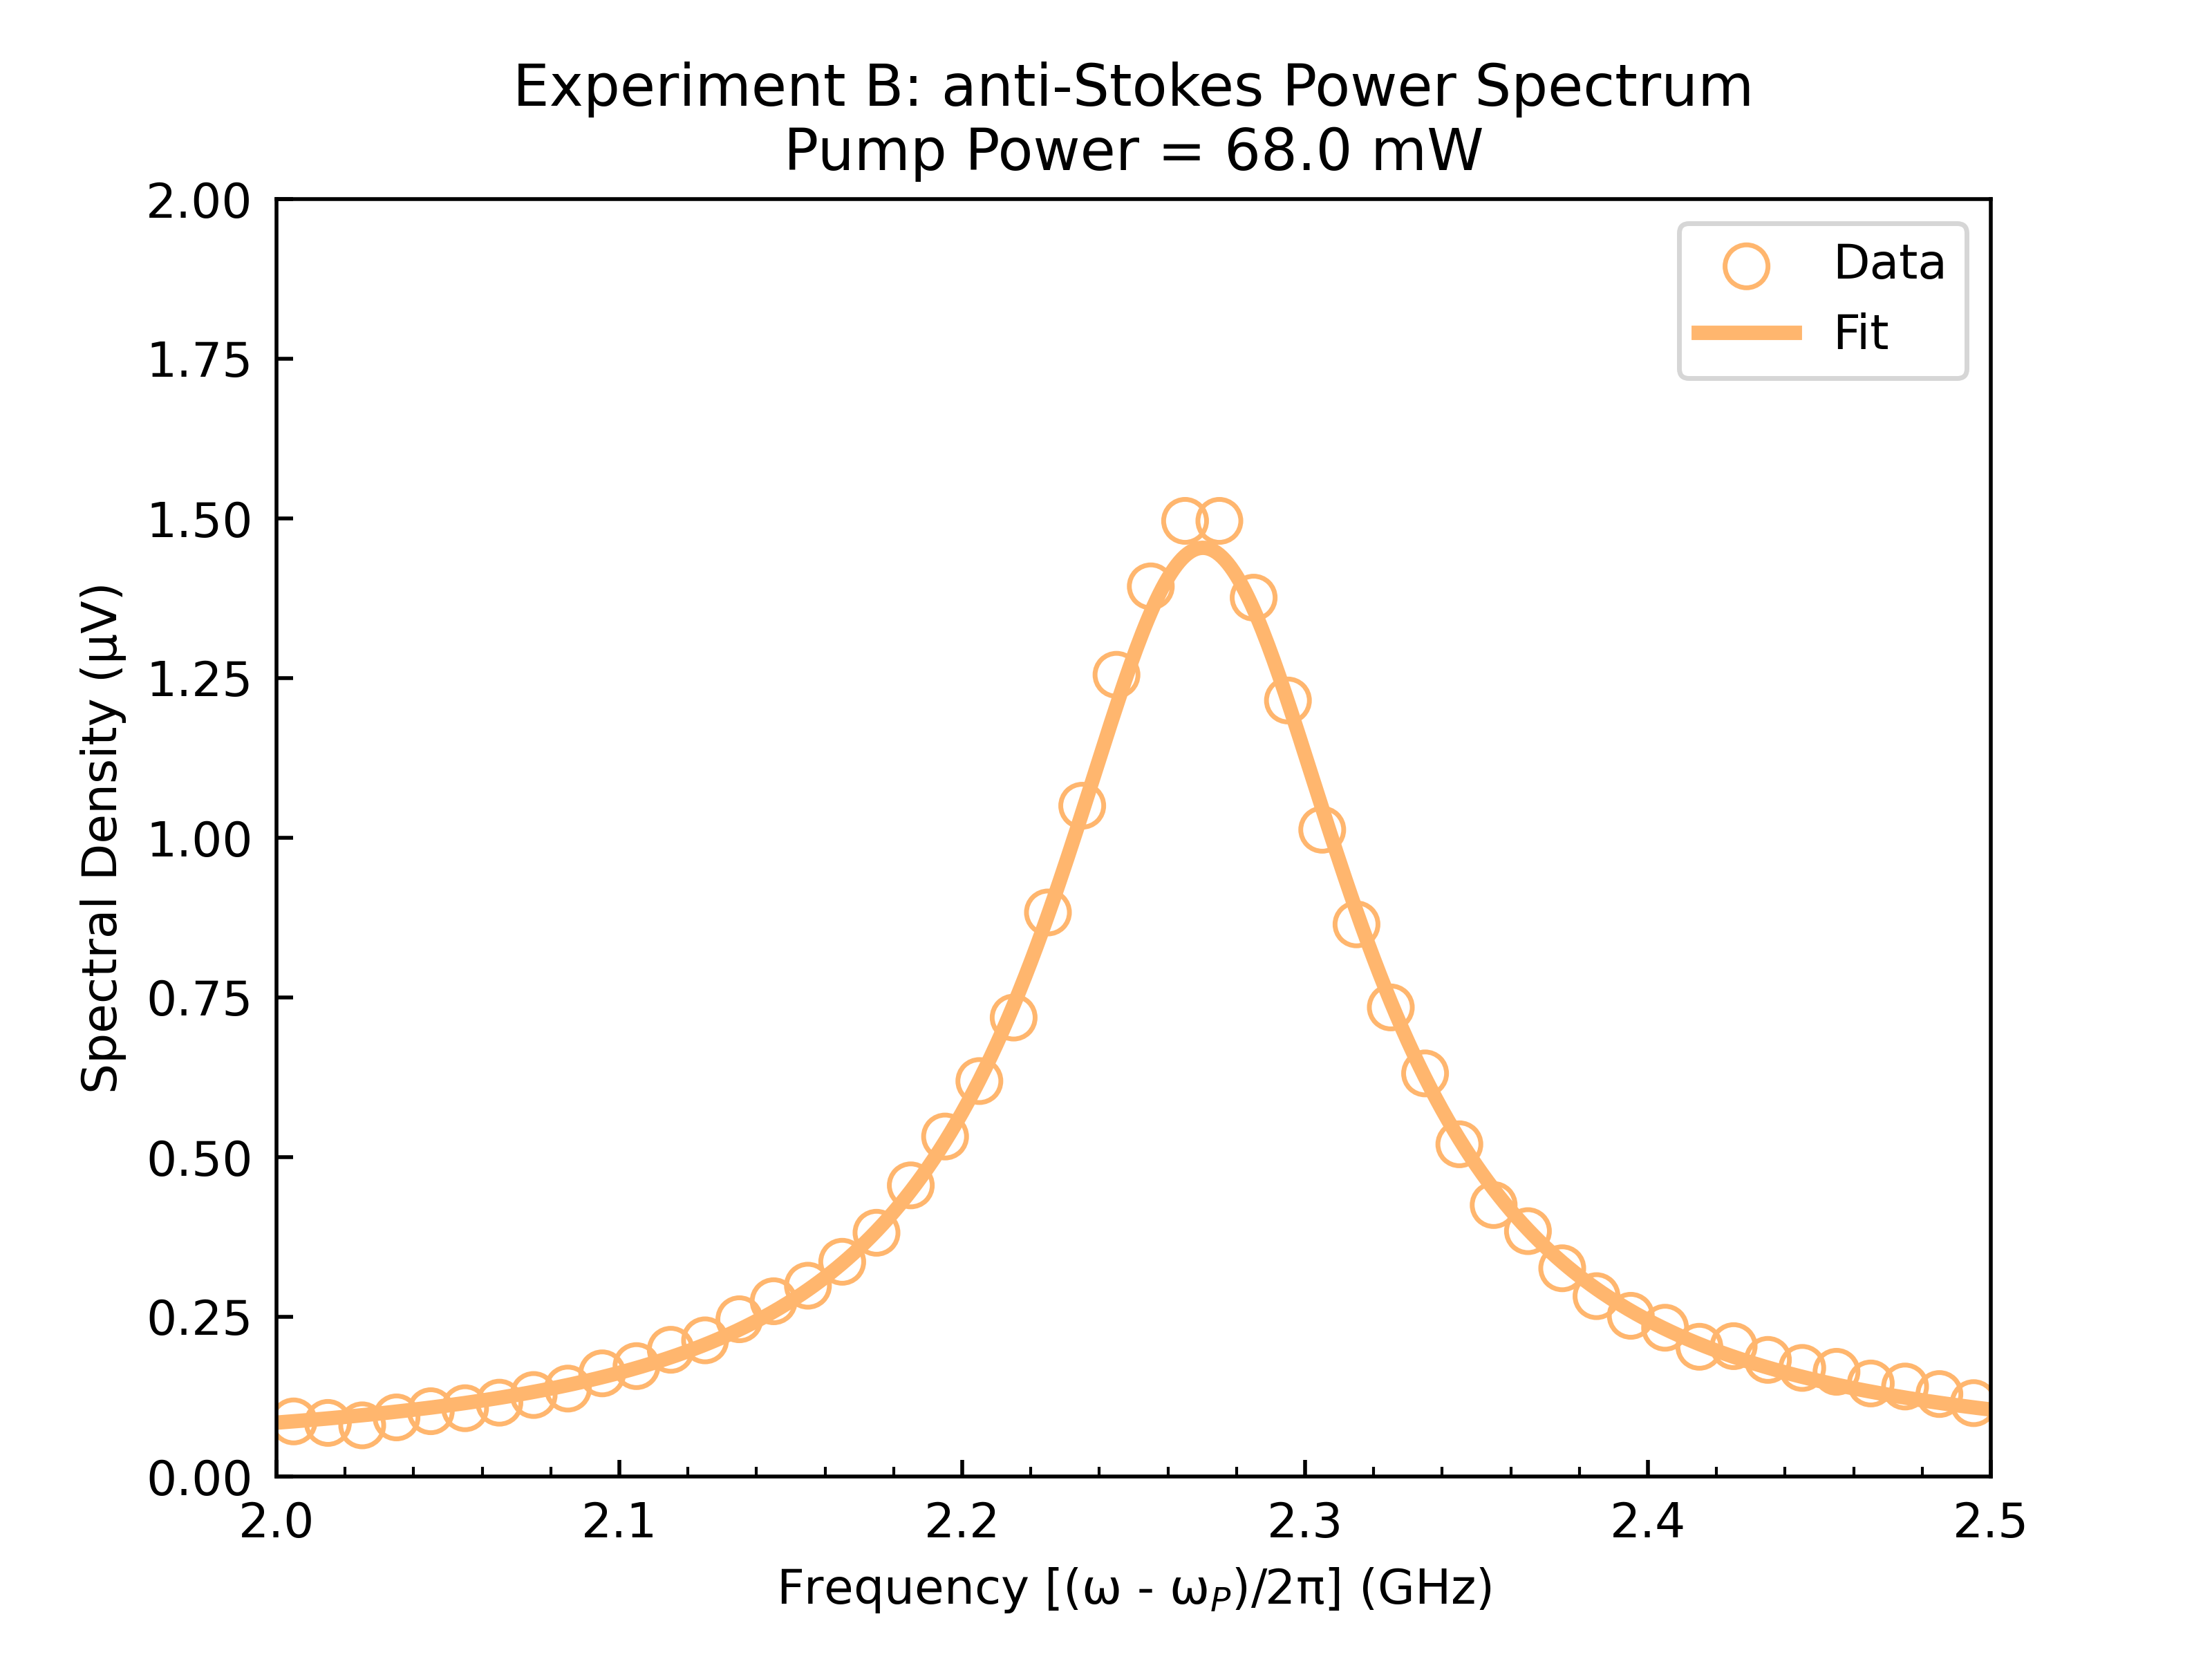 Experiment B: anti-Stokes Power Spectrum
Pump Power = 68.0 mW
Data
Fit
Spectral Density (μV)
2.00
1.75
1.50
1.25
1.00
0.75
0.50
0.25
0.00
2.0 2.1 2.2 2.3 2.4 2.5
Frequency [(ω - ωP)/2π] (GHz)